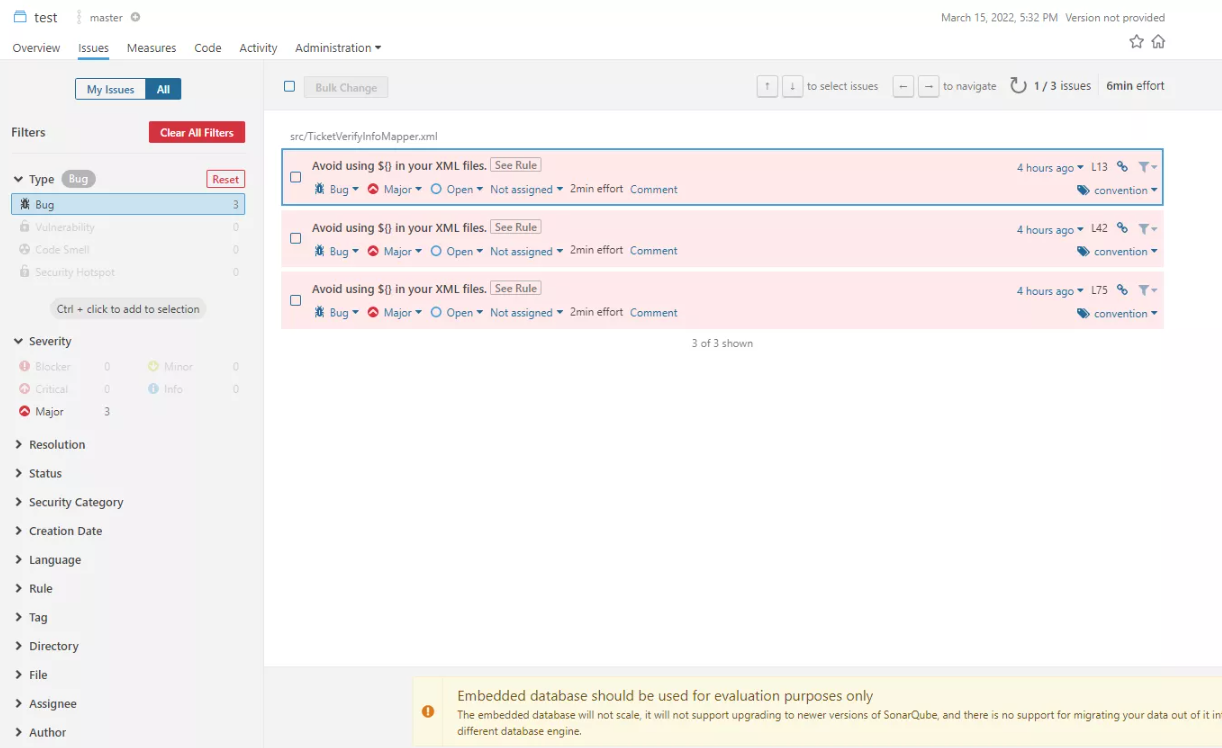 test master March 15, 2022, 5:32 PM Version not provided
Overview Issues Measures Code Activity Administration
My Issues All
Bulk Change ↑ ↓ to select issues ← → to navigate 1 / 3 issues 6min effort
Filters Clear All Filters
Type Bug Reset
Bug 3
Vulnerability 0
Code Smell 0
Security Hotspot 0
Ctrl + click to add to selection
Severity
Blocker 0 Minor 0
Critical 0 Info 0
Major 3
Resolution
Status
Security Category
Creation Date
Language
Rule
Tag
Directory
File
Assignee
Author
src/TicketVerifyInfoMapper.xml
Avoid using ${} in your XML files. See Rule 4 hours ago L13
Bug Major Open Not assigned 2min effort Comment convention
Avoid using ${} in your XML files. See Rule 4 hours ago L42
Bug Major Open Not assigned 2min effort Comment convention
Avoid using ${} in your XML files. See Rule 4 hours ago L75
Bug Major Open Not assigned 2min effort Comment convention
3 of 3 shown
Embedded database should be used for evaluation purposes only
The embedded database will not scale, it will not support upgrading to newer versions of SonarQube, and there is no support for migrating your data out of it
different database engine.